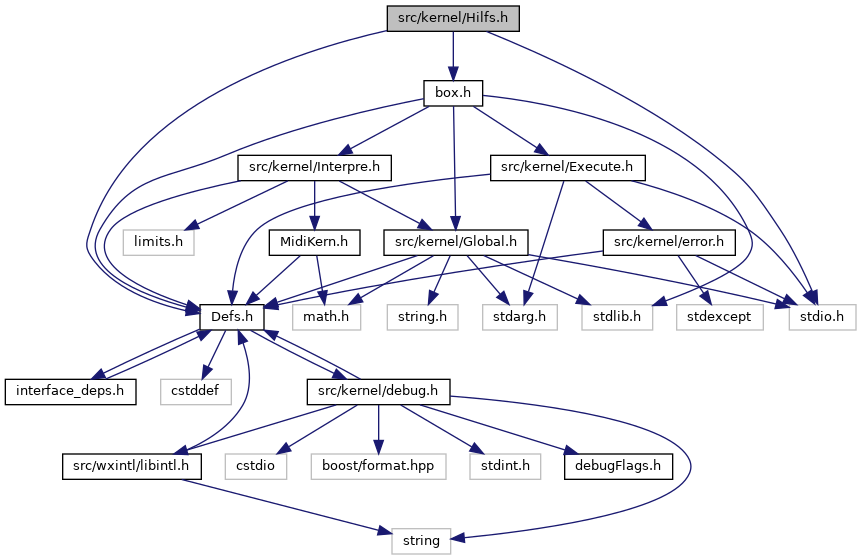 src/kernel/Hilfs.h
box.h
src/kernel/Interpre.h
src/kernel/Execute.h
limits.h
MidiKern.h
src/kernel/Global.h
src/kernel/error.h
Defs.h
math.h
string.h
stdarg.h
stdlib.h
stdexcept
stdio.h
interface_deps.h
cstddef
src/kernel/debug.h
src/wxintl/libintl.h
cstdio
boost/format.hpp
stdint.h
debugFlags.h
string